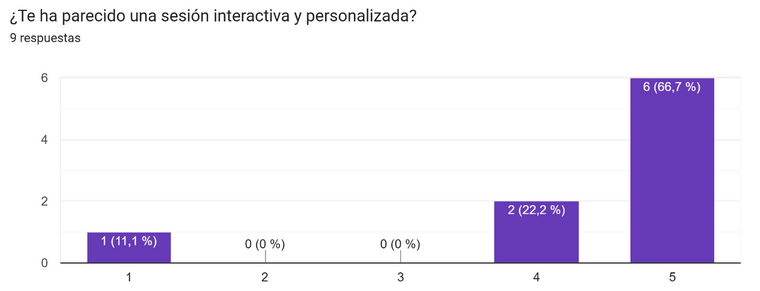 ¿Te ha parecido una sesión interactiva y personalizada?
9 respuestas
6
4
2
0
1 (11,1 %)
0 (0 %)
0 (0 %)
2 (22,2 %)
6 (66,7 %)
1
2
3
4
5